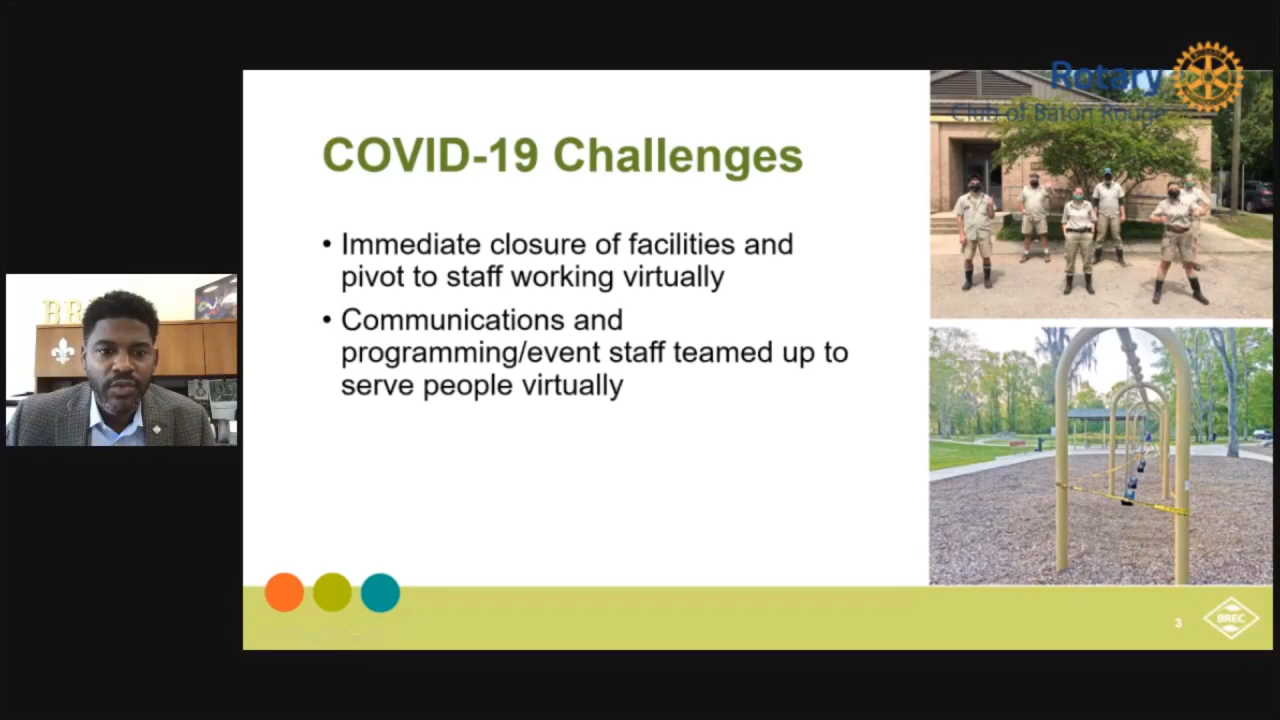 Rotary
Club of Baton Rouge
COVID-19 Challenges
• Immediate closure of facilities and
pivot to staff working virtually
• Communications and
programming/event staff teamed up to
serve people virtually
3
BREC